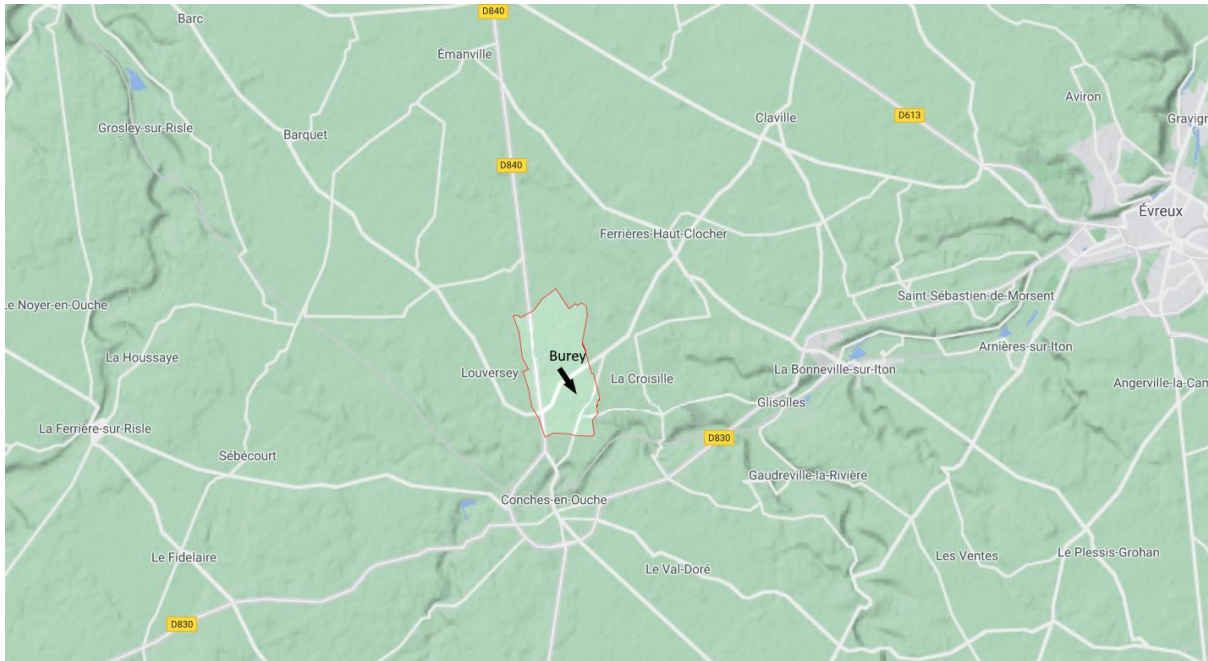 D840
Barc
Émanville
Aviron
Grosley-sur-Risle
Claville
D613
Gravign
Barquet
D840
Évreux
Ferrières-Haut-Clocher
Saint-Sébastien-de-Morsent
Le Noyer-en-Ouche
Arnières-sur-Iton
La Houssaye
Burey
Louversey
La Croisille
La Bonneville-sur-Iton
Angerville-la-Cam
Glisolles
La Ferrière-sur-Risle
D830
Sébécourt
Gaudreville-la-Rivière
Conches-en-Ouche
Le Fidelaire
Les Ventes
Le Plessis-Grohan
Le Val-Doré
D830